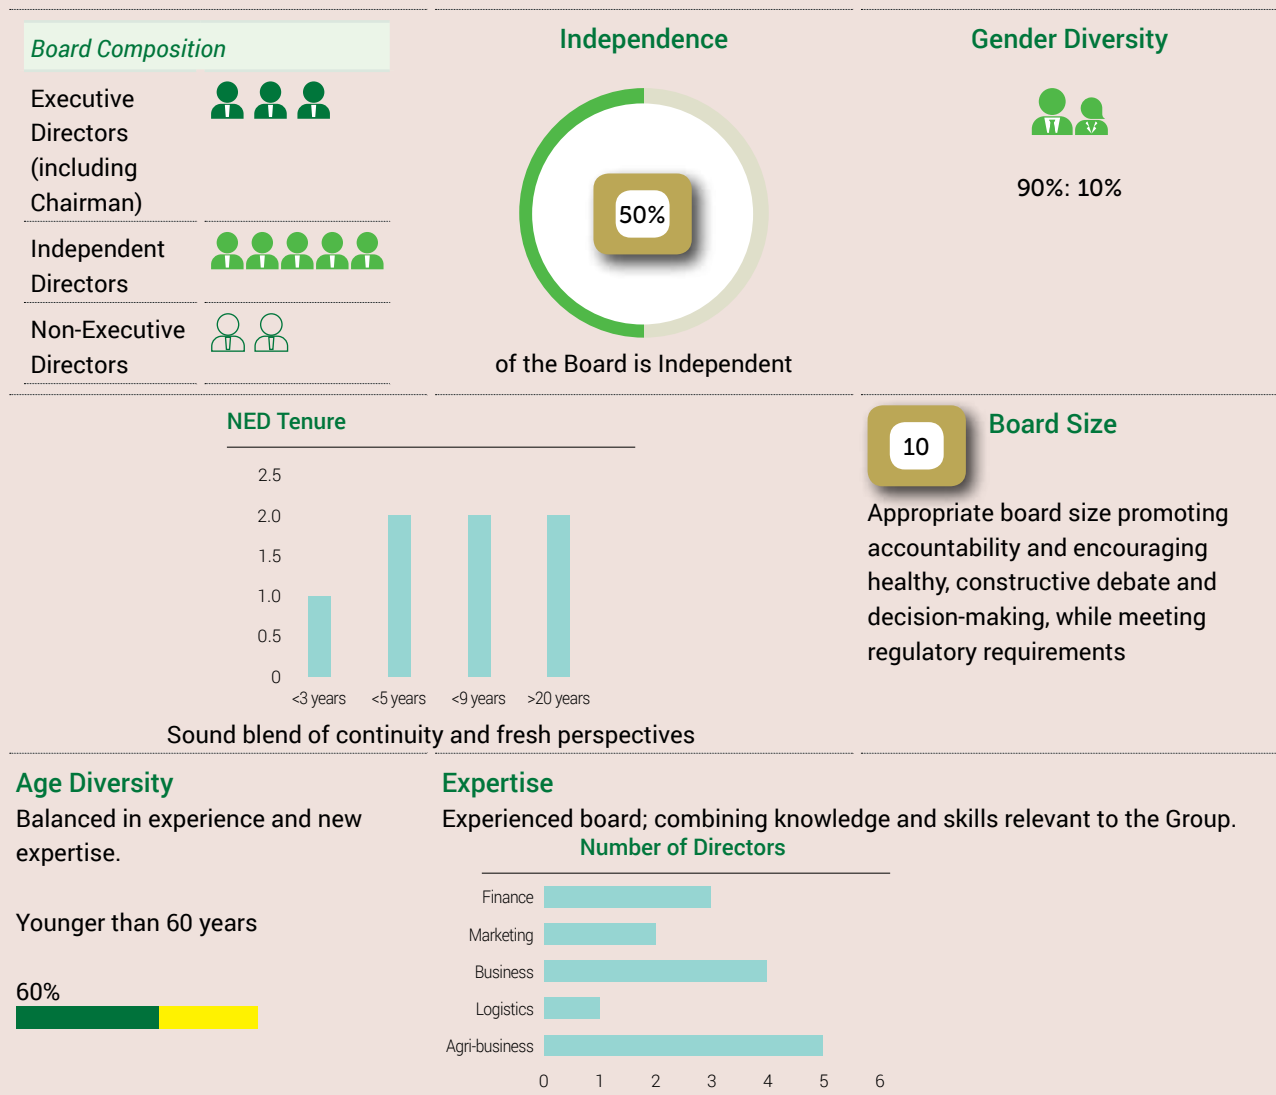 Board Composition
Executive
Directors
(including
Chairman)
Independent
Directors
Non-Executive
Directors
Independence
50%
of the Board is Independent
Gender Diversity
90%: 10%
NED Tenure
2.5
2.0
1.5
1.0
0.5
0
<3 years <5 years <9 years >20 years
Sound blend of continuity and fresh perspectives
10
Board Size
Appropriate board size promoting
accountability and encouraging
healthy, constructive debate and
decision-making, while meeting
regulatory requirements
Age Diversity
Balanced in experience and new
expertise.
Younger than 60 years
60%
Expertise
Experienced board; combining knowledge and skills relevant to the Group.
Number of Directors
Finance
Marketing
Business
Logistics
Agri-business
0 1 2 3 4 5 6